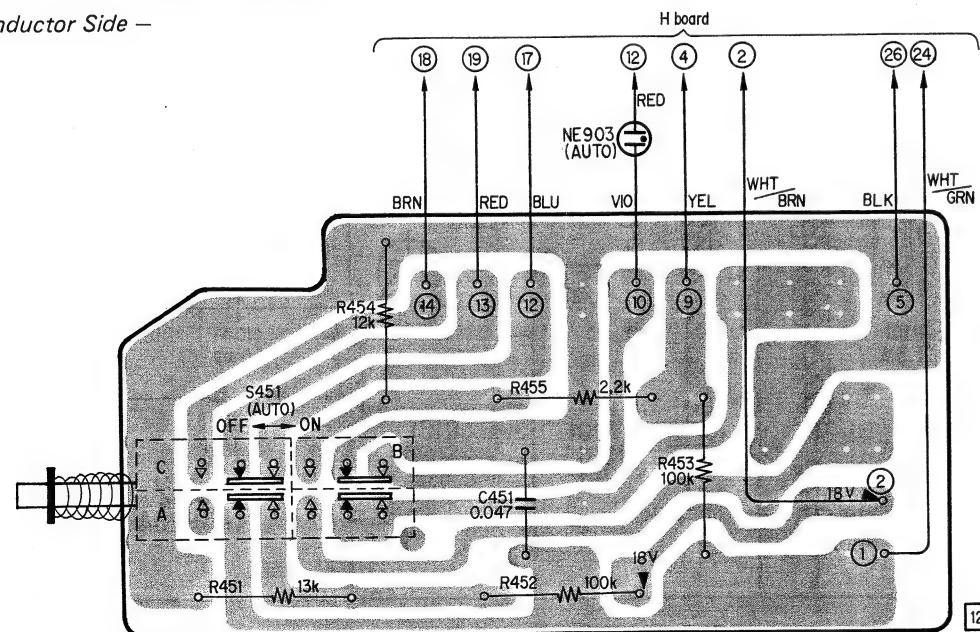 nductor Side —
H board
18 19 17 12 4 2 26 24
RED
NE903
(AUTO)
BRN RED BLU VIO YEL WHT/BRN BLK WHT/GRN
14 13 12 10 9 5
R454
12k
R455 2.2k
S451
(AUTO)
OFF ON
C B
A
C451
0.047
R453
100k
18V 2
1
18V
R451 13k R452 100k
12